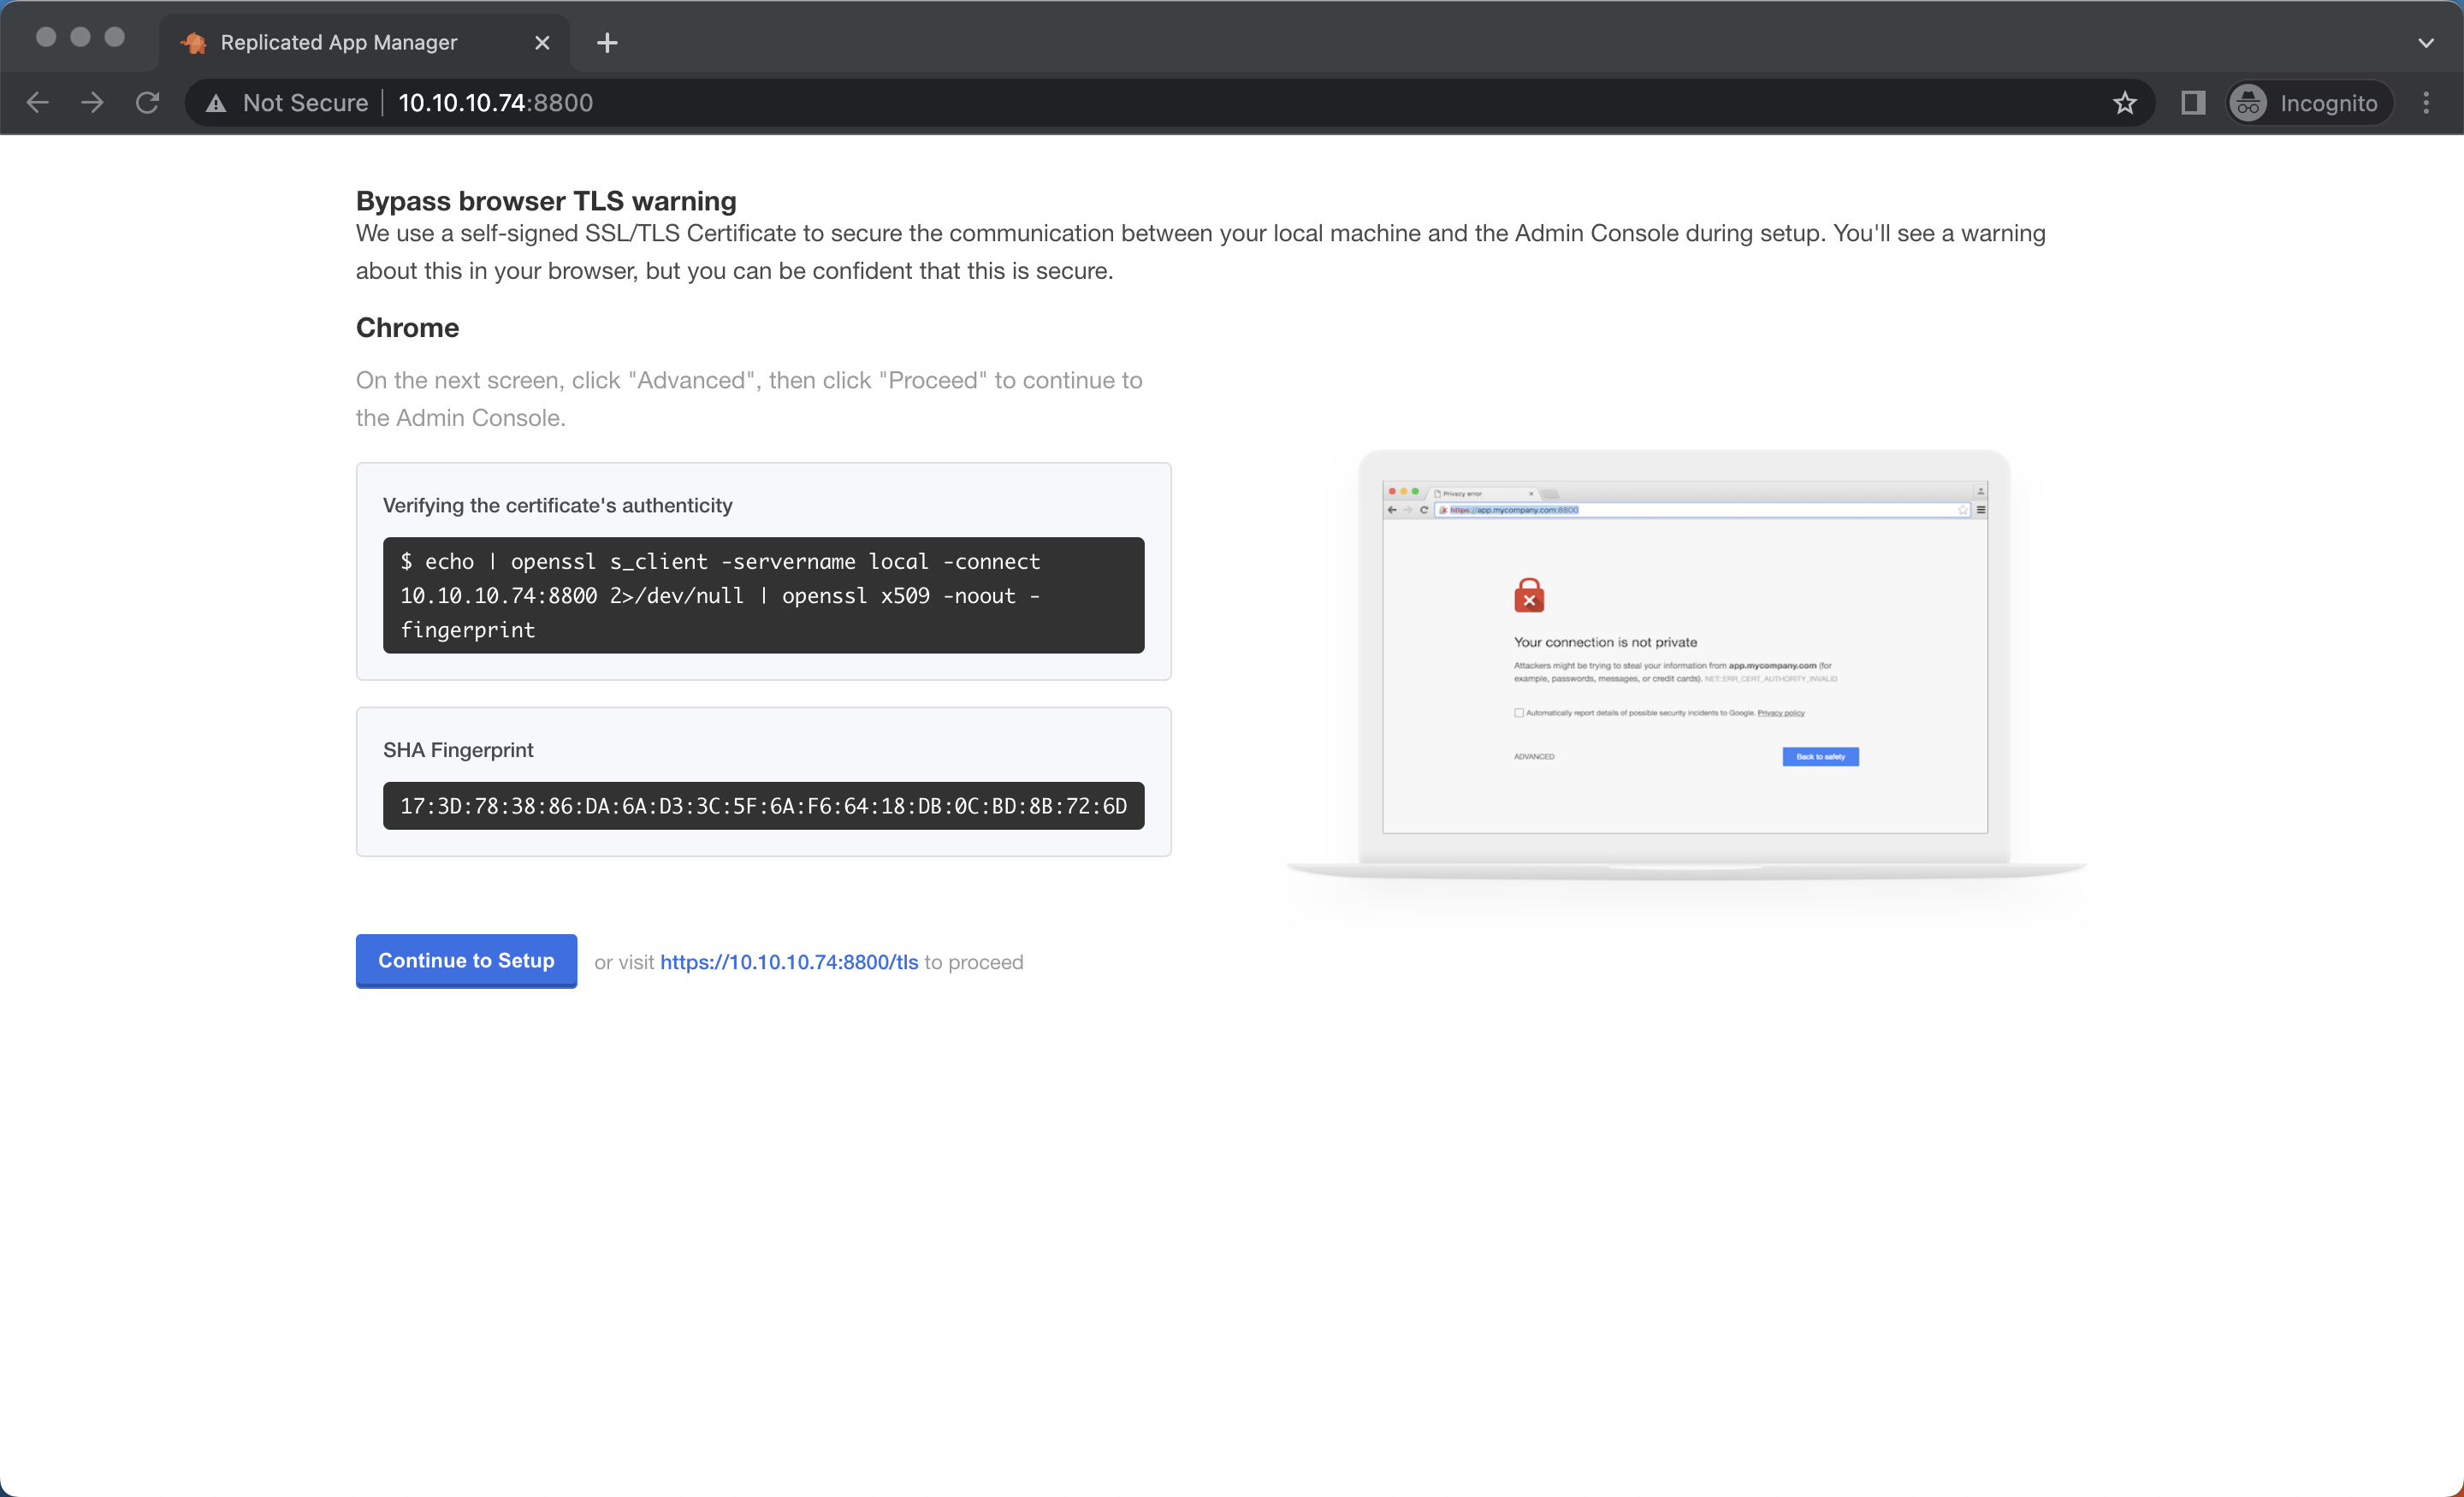 Replicated App Manager
Not Secure 10.10.10.74:8800
Incognito
Bypass browser TLS warning
We use a self-signed SSL/TLS Certificate to secure the communication between your local machine and the Admin Console during setup. You'll see a warning
about this in your browser, but you can be confident that this is secure.
Chrome
On the next screen, click "Advanced", then click "Proceed" to continue to
the Admin Console.
Verifying the certificate's authenticity
$ echo | openssl s_client -servername local -connect
10.10.10.74:8800 2>/dev/null | openssl x509 -noout -
fingerprint
SHA Fingerprint
17:3D:78:38:86:DA:6A:D3:3C:5F:6A:F6:64:18:DB:0C:BD:8B:72:6D
Continue to Setup or visit https://10.10.10.74:8800/tls to proceed
Privacy error
https://app.mycompany.com:8800
Your connection is not private
Attackers might be trying to steal your information from app.mycompany.com (for
example, passwords, messages, or credit cards). NET::ERR_CERT_AUTHORITY_INVALID
Automatically report details of possible security incidents to Google. Privacy policy
ADVANCED
Back to safety